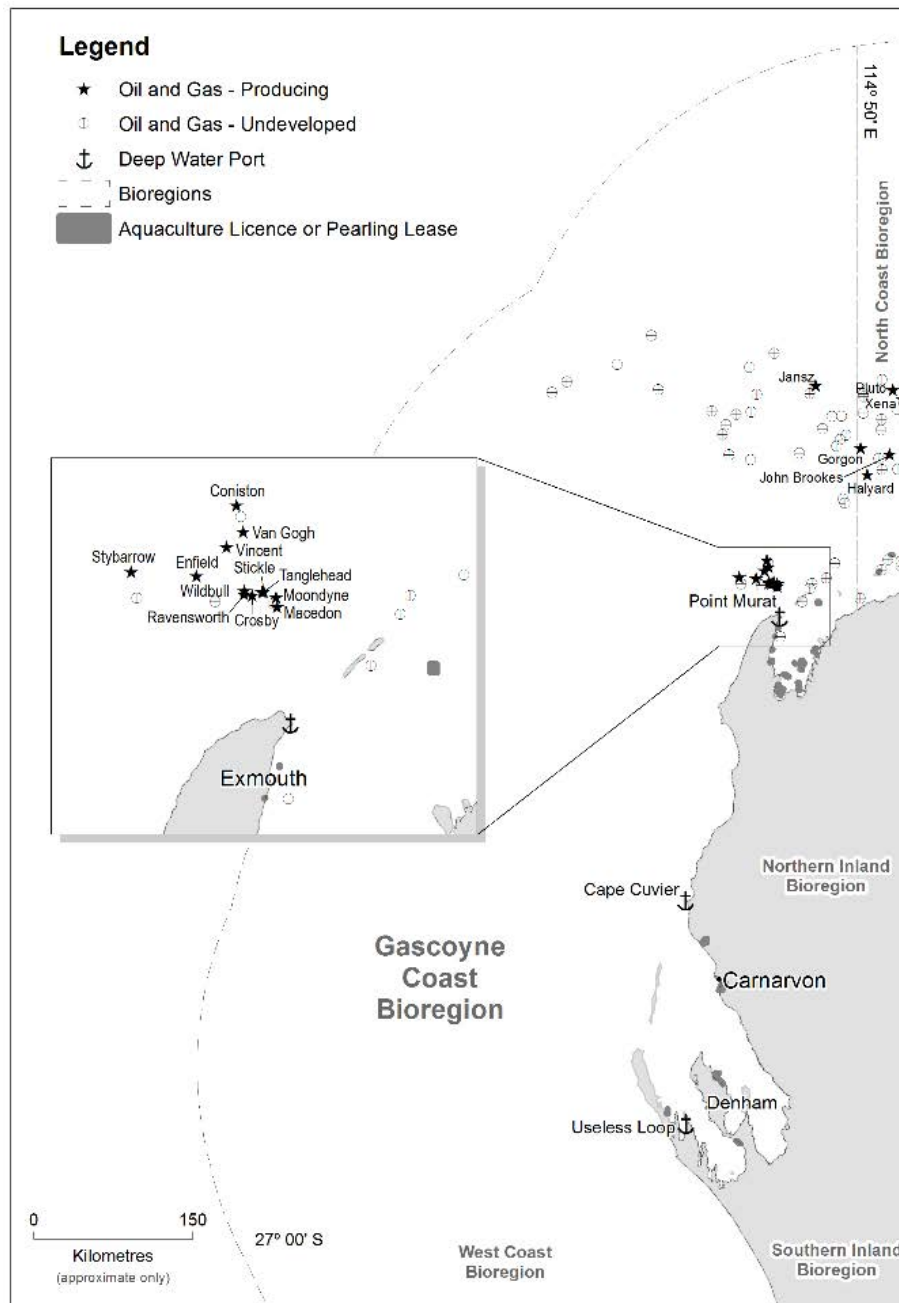 Legend
Oil and Gas - Producing
Oil and Gas - Undeveloped
Deep Water Port
Bioregions
Aquaculture Licence or Pearling Lease
114° 50' E
North Coast Bioregion
Jansz
Pluto
Xena
Gorgon
John Brookes
Halyard
Coniston
Van Gogh
Vincent
Stybarrow
Enfield
Stickle
Tanglehead
Wildbull
Moondyne
Ravensworth
Crosby
Macedon
Point Murat
Exmouth
Northern Inland
Bioregion
Cape Cuvier
Gascoyne
Coast
Bioregion
Carnarvon
Denham
Useless Loop
0 150
Kilometres
(approximate only)
27° 00' S
West Coast
Bioregion
Southern Inland
Bioregion